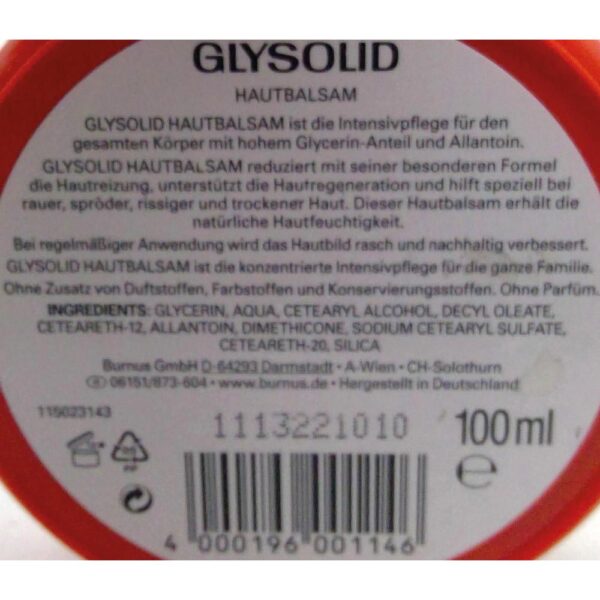 GLYSOLID
HAUTBALSAM
GLYSOLID HAUTBALSAM ist die Intensivpflege für den
gesamten Körper mit hohem Glycerin-Anteil und Allantoin.
GLYSOLID HAUTBALSAM reduziert mit seiner besonderen Formel
die Hautreizung, unterstützt die Hautregeneration und hilft speziell bei
rauer, spröder, rissiger und trockener Haut. Dieser Hautbalsam erhält die
natürliche Hautfeuchtigkeit.
Bei regelmäßiger Anwendung wird das Hautbild rasch und nachhaltig verbessert.
GLYSOLID HAUTBALSAM ist die konzentrierte Intensivpflege für die ganze Familie.
Ohne Zusatz von Duftstoffen, Farbstoffen und Konservierungsstoffen. Ohne Parfüm.
INGREDIENTS: GLYCERIN, AQUA, CETEARYL ALCOHOL, DECYL OLEATE,
CETEARETH-12, ALLANTOIN, DIMETHICONE, SODIUM CETEARYL SULFATE,
CETEARETH-20, SILICA
Burnus GmbH D-64293 Darmstadt • A-Wien • CH-Solothurn
06151/873-604 • www.burnus.de • Hergestellt in Deutschland
115023143
1113221010
100 ml
e
4 000196 001146